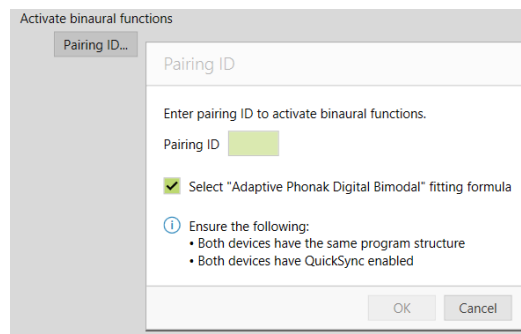 Activate binaural functions
Pairing ID...
Pairing ID
Enter pairing ID to activate binaural functions.
Pairing ID
Select "Adaptive Phonak Digital Bimodal" fitting formula
Ensure the following:
• Both devices have the same program structure
• Both devices have QuickSync enabled
OK Cancel